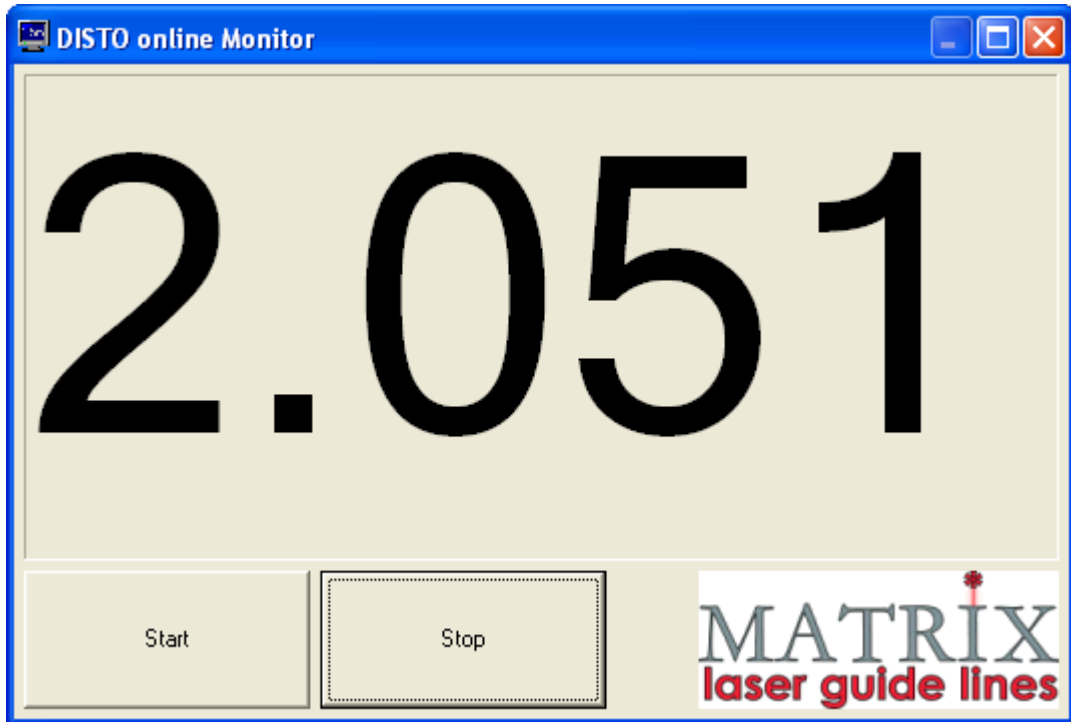 DISTO online Monitor
2.051
Start
Stop
MATRIX
laser guide lines